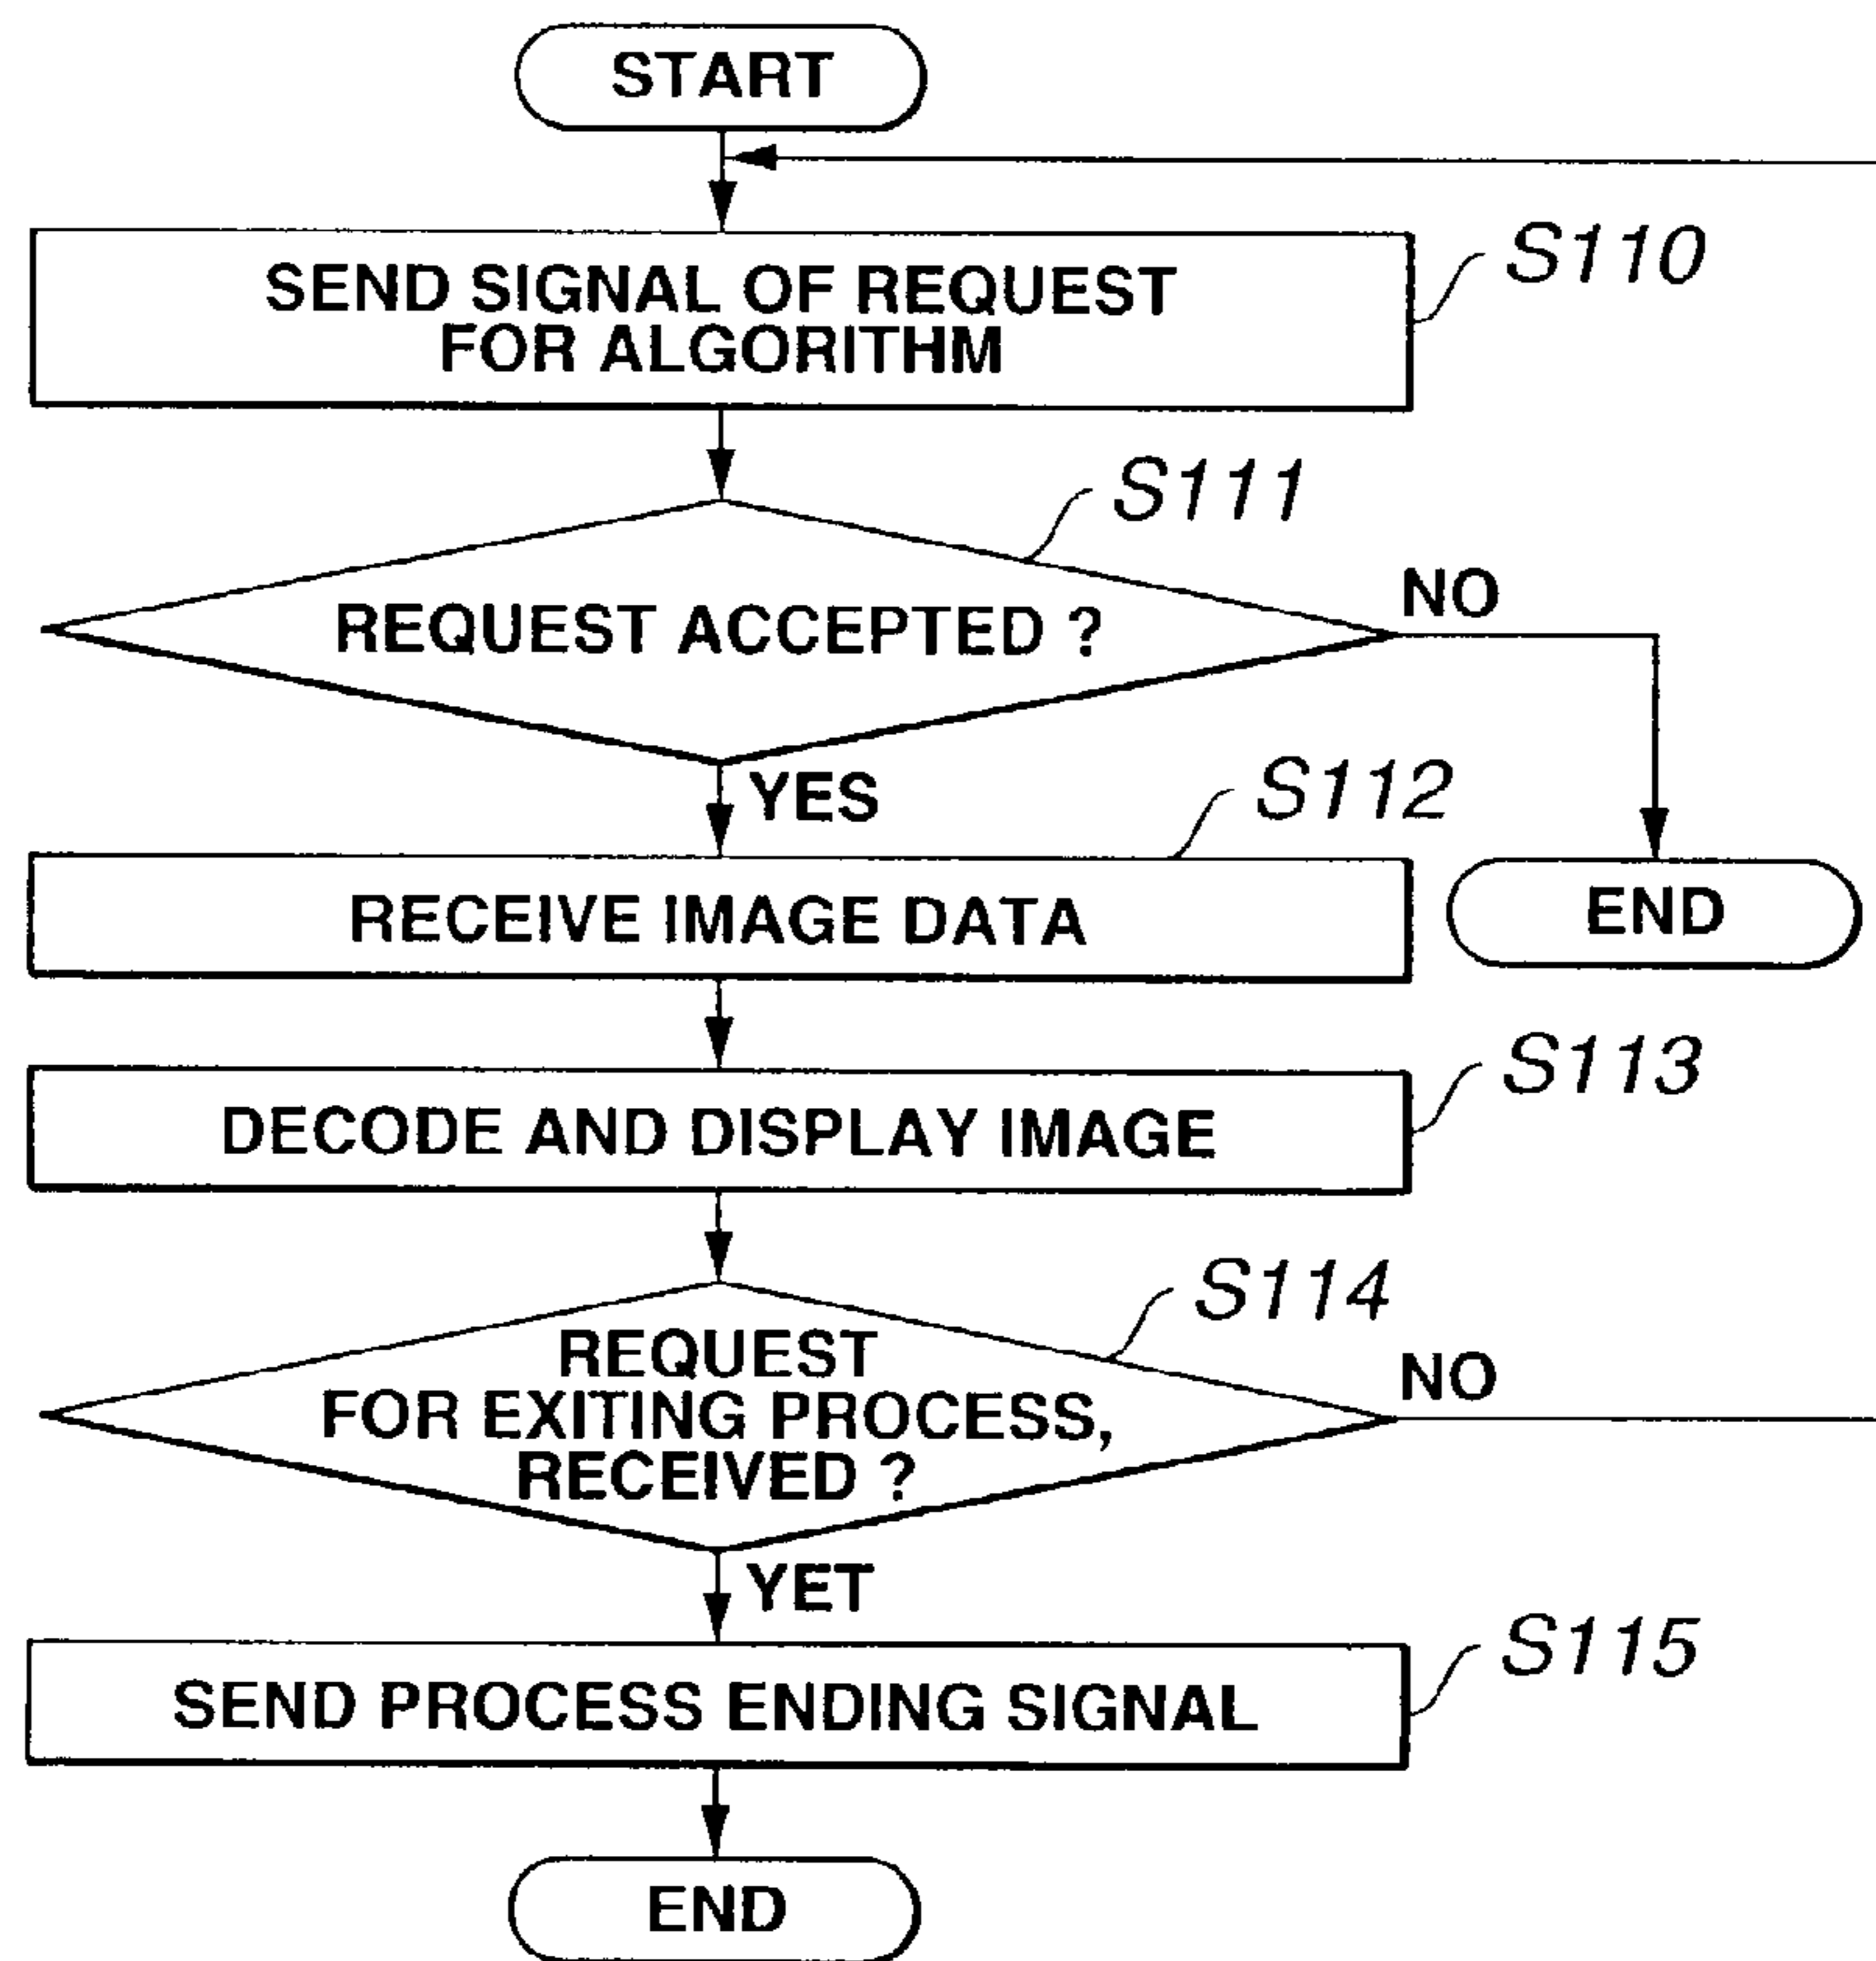 START
SEND SIGNAL OF REQUEST
FOR ALGORITHM
S110
S111
REQUEST ACCEPTED ?
NO
YES
S112
RECEIVE IMAGE DATA
END
S113
DECODE AND DISPLAY IMAGE
S114
REQUEST
FOR EXITING PROCESS,
RECEIVED ?
NO
YET
S115
SEND PROCESS ENDING SIGNAL
END